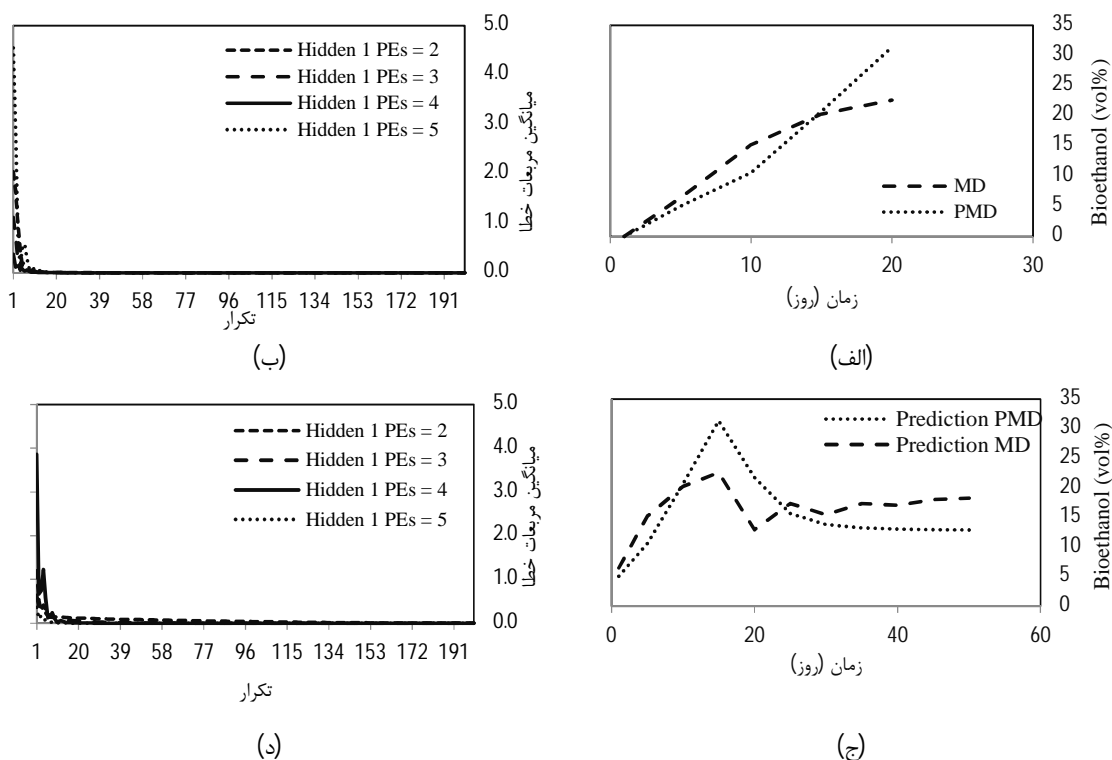 35
30
25
20
15
10
5
0
Bioethanol (vol%)
MD
PMD
0 10 20 30
زمان (روز)
(الف)
5.0
4.0
3.0
2.0
1.0
0.0
میانگین مربعات خطا
Hidden 1 PEs = 2
Hidden 1 PEs = 3
Hidden 1 PEs = 4
Hidden 1 PEs = 5
1 20 39 58 77 96 115 134 153 172 191
تکرار
(ب)
35
30
25
20
15
10
5
0
Bioethanol (vol%)
Prediction PMD
Prediction MD
0 20 40 60
زمان (روز)
(ج)
5.0
4.0
3.0
2.0
1.0
0.0
میانگین مربعات خطا
Hidden 1 PEs = 2
Hidden 1 PEs = 3
Hidden 1 PEs = 4
Hidden 1 PEs = 5
1 20 39 58 77 96 115 134 153 172 191
تکرار
(د)